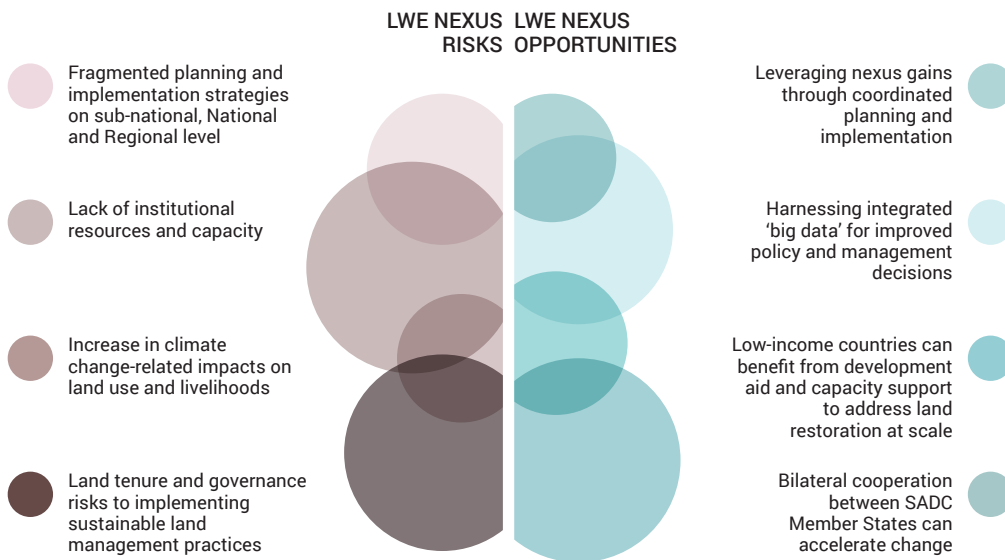 LWE NEXUS
RISKS
LWE NEXUS
OPPORTUNITIES
Fragmented planning and
implementation strategies
on sub-national, National
and Regional level
Lack of institutional
resources and capacity
Increase in climate
change-related impacts on
land use and livelihoods
Land tenure and governance
risks to implementing
sustainable land
management practices
Leveraging nexus gains
through coordinated
planning and
implementation
Harnessing integrated
‘big data’ for improved
policy and management
decisions
Low-income countries can
benefit from development
aid and capacity support
to address land
restoration at scale
Bilateral cooperation
between SADC
Member States can
accelerate change